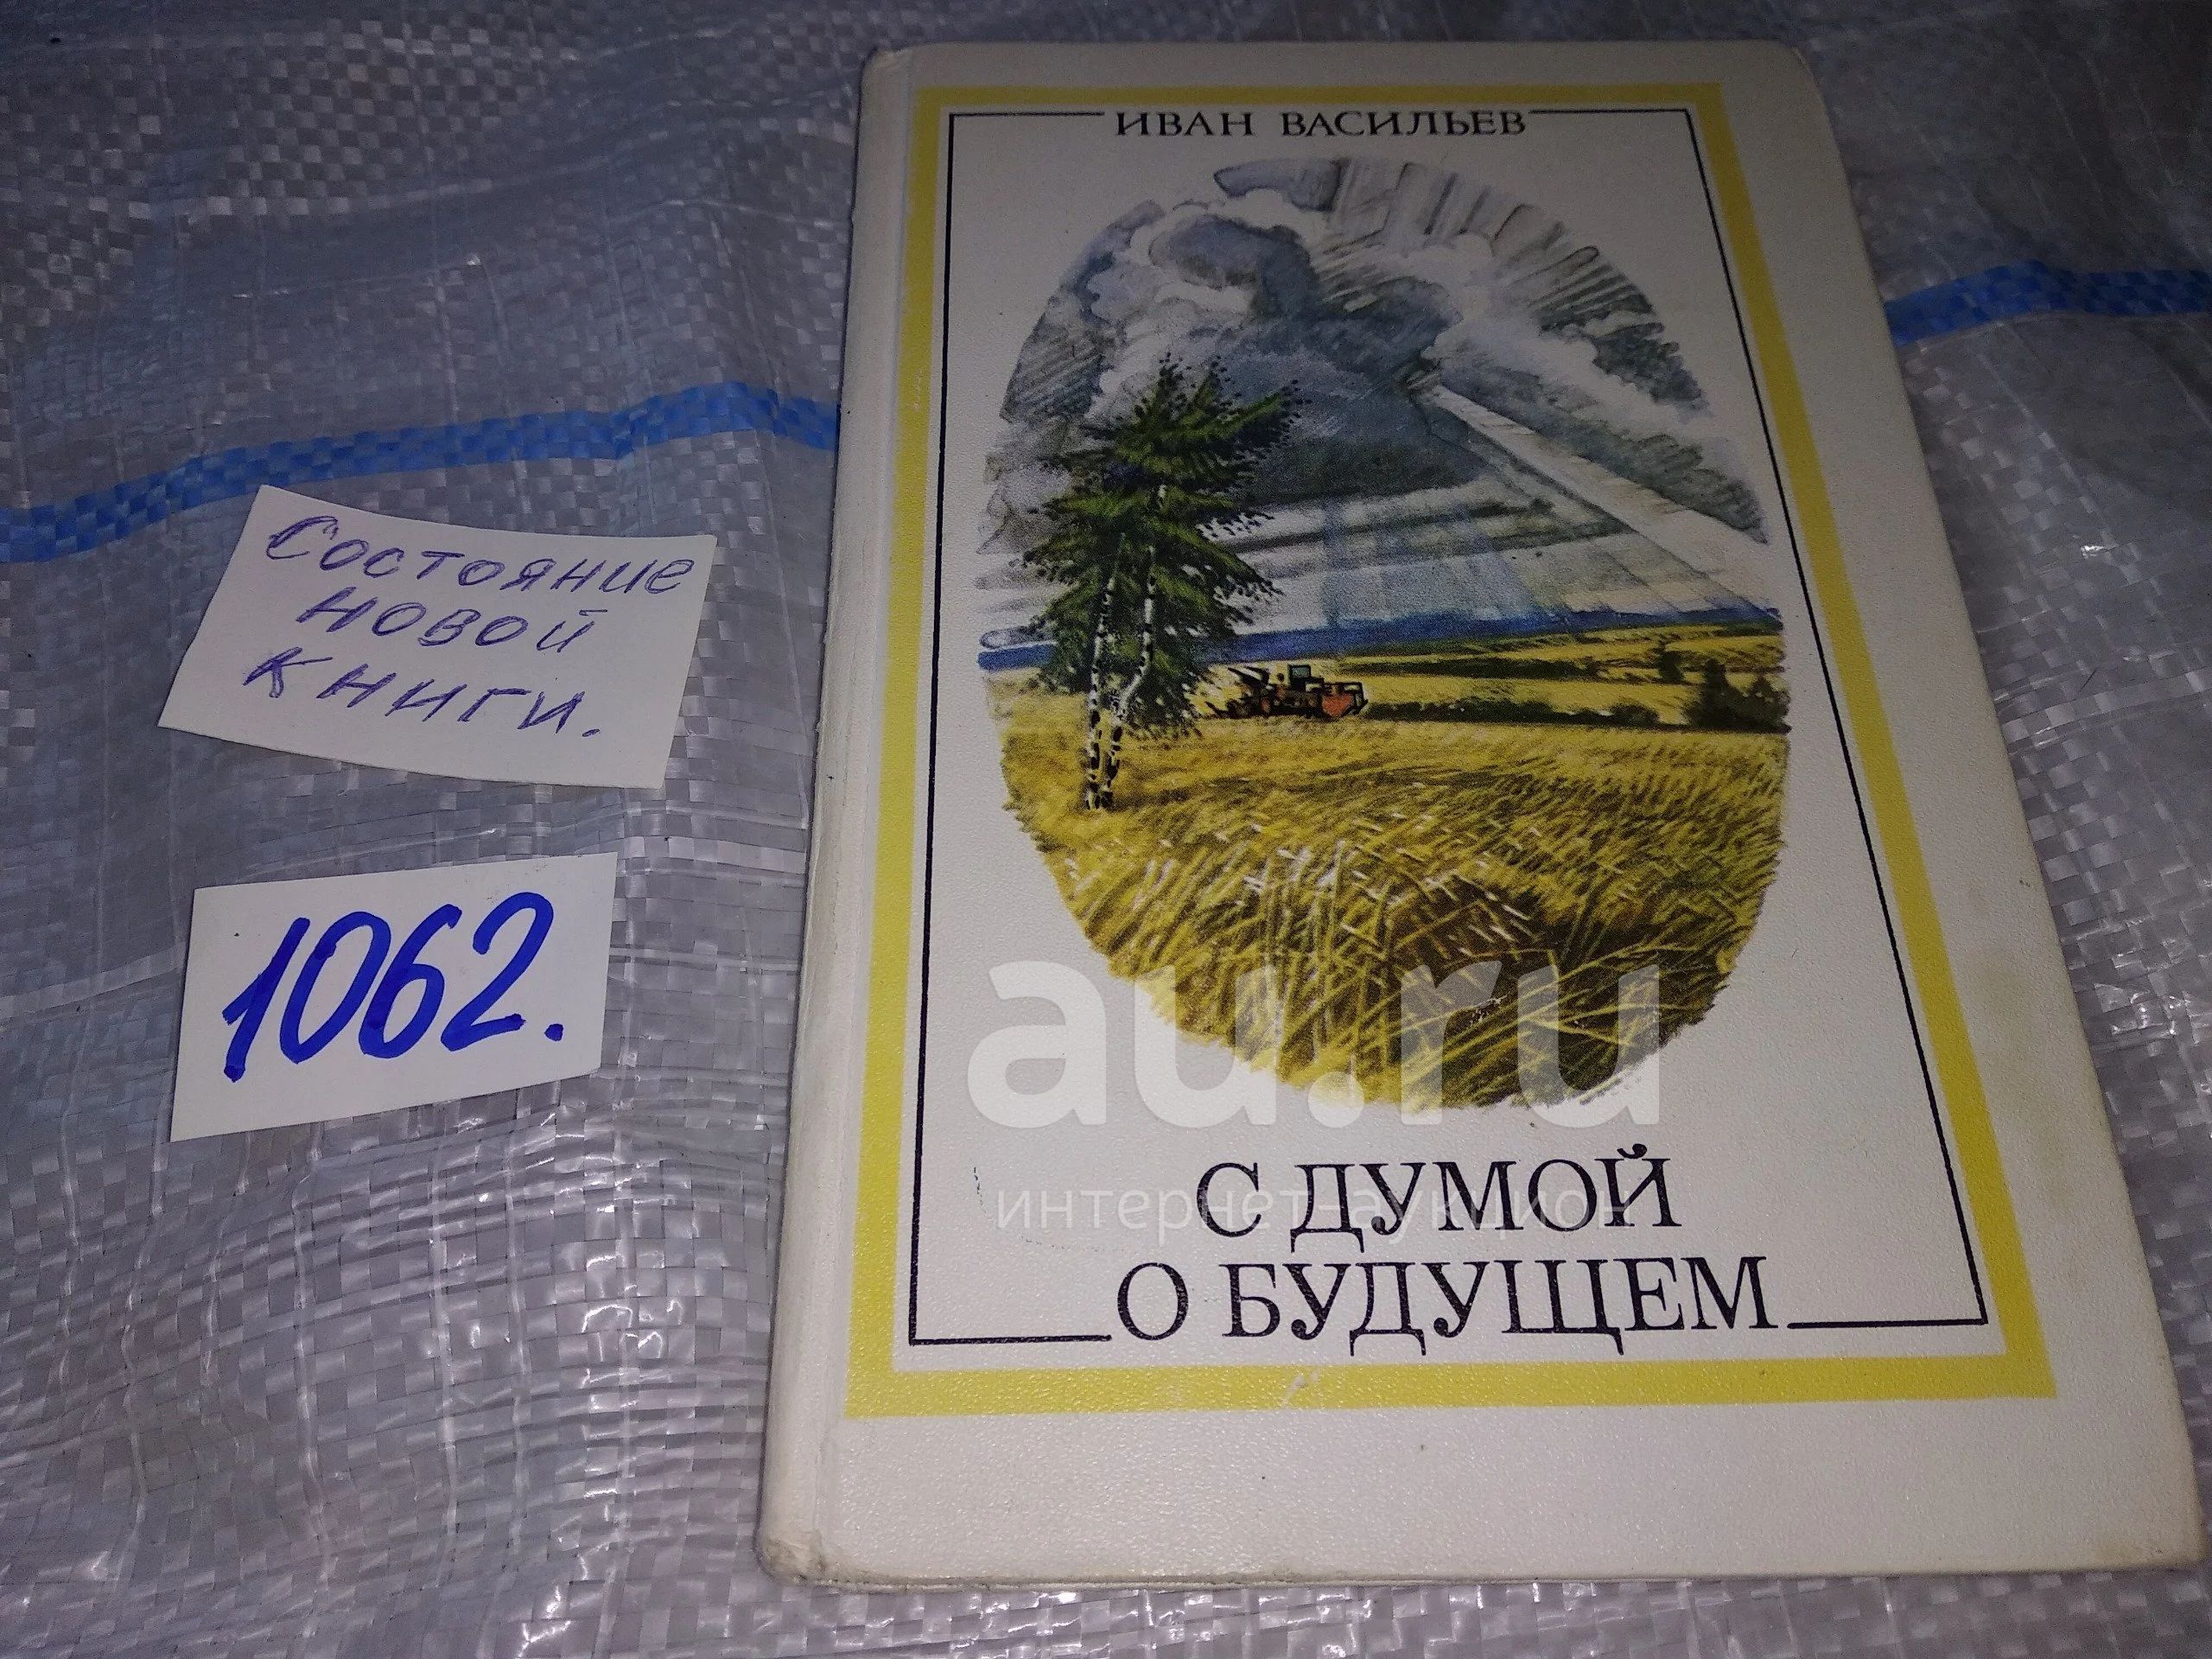 ИВАН ВАСИЛЬЕВ
Состояние
новой
книги.
1062.
au.ru
интернет-аукцион
С ДУМОЙ
О БУДУЩЕМ